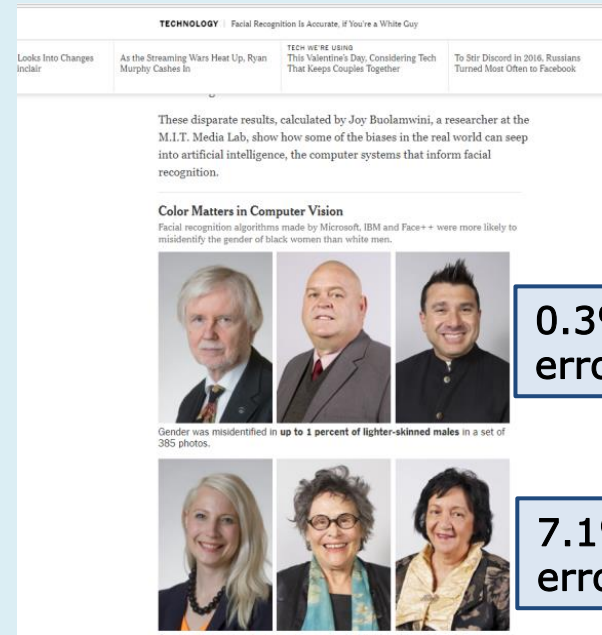 TECHNOLOGY | Facial Recognition Is Accurate, if You're a White Guy
Looks Into Changes
As the Streaming Wars Heat Up, Ryan
Murphy Cashes In
TECH WE'RE USING
This Valentine's Day, Considering Tech
That Keeps Couples Together
To Stir Discord in 2016, Russians
Turned Most Often to Facebook
These disparate results, calculated by Joy Buolamwini, a researcher at the
M.I.T. Media Lab, show how some of the biases in the real world can seep
into artificial intelligence, the computer systems that inform facial
recognition.
Color Matters in Computer Vision
Facial recognition algorithms made by Microsoft, IBM and Face++ were more likely to
misidentify the gender of black women than white men.
0.39
erro
Gender was misidentified in up to 1 percent of lighter-skinned males in a set of
385 photos.
7.19
erro